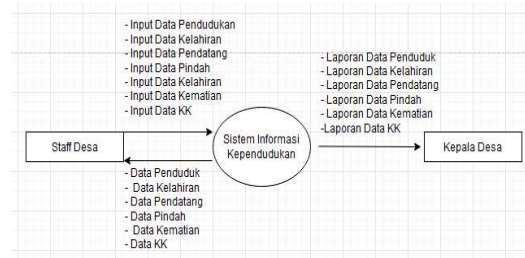 - Input Data Pendudukan
- Input Data Kelahiran
- Input Data Pendatang
- Input Data Pindah
- Input Data Kelahiran
- Input Data Kematian
- Input Data KK
- Laporan Data Penduduk
- Laporan Data Kelahiran
- Laporan Data Pendatang
- Laporan Data Pindah
- Laporan Data Kematian
-Laporan Data KK
Staff Desa
Sistem Informasi
Kependudukan
Kepala Desa
- Data Penduduk
- Data Kelahiran
- Data Pendatang
- Data Pindah
- Data Kematian
- Data KK